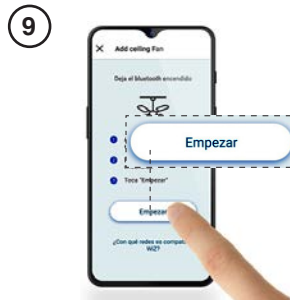 9
Add ceiling Fan
Deja el bluetooth encendido
Toca "Empezar"
Empezar
Empezar
¿Con qué redes es compatible
WiZ?